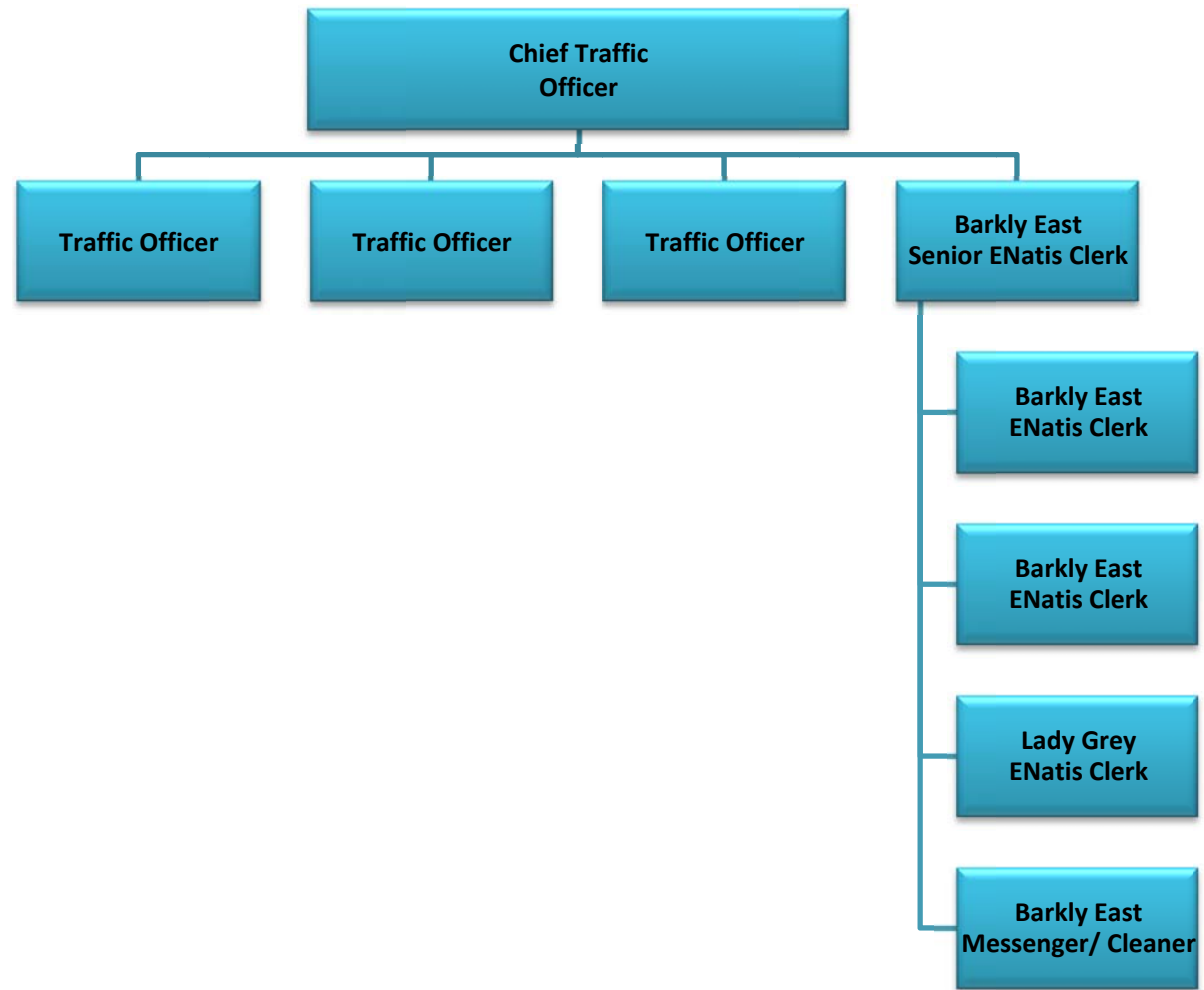 Chief Traffic
Officer
Traffic Officer
Traffic Officer
Traffic Officer
Barkly East
Senior ENatis Clerk
Barkly East
ENatis Clerk
Barkly East
ENatis Clerk
Lady Grey
ENatis Clerk
Barkly East
Messenger/ Cleaner